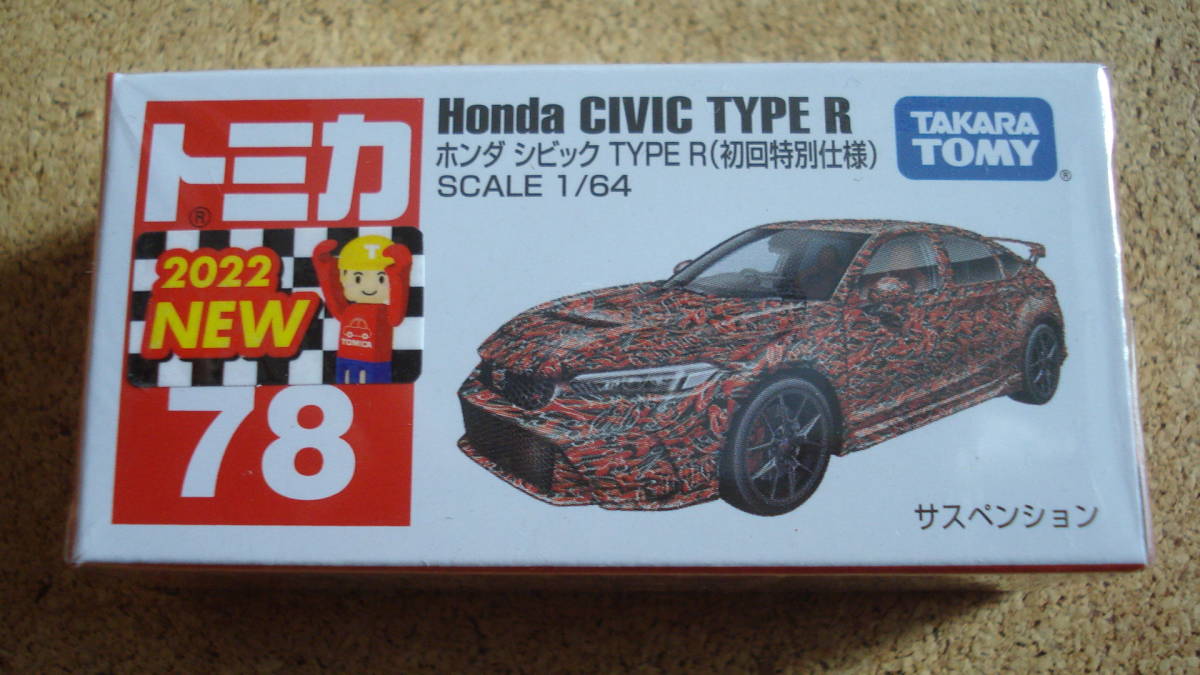 トミカ
®
2022
NEW
T
TOMICA
78
Honda CIVIC TYPE R
ホンダ シビック TYPE R(初回特別仕様)
SCALE 1/64
TAKARA
TOMY
®
サスペンション